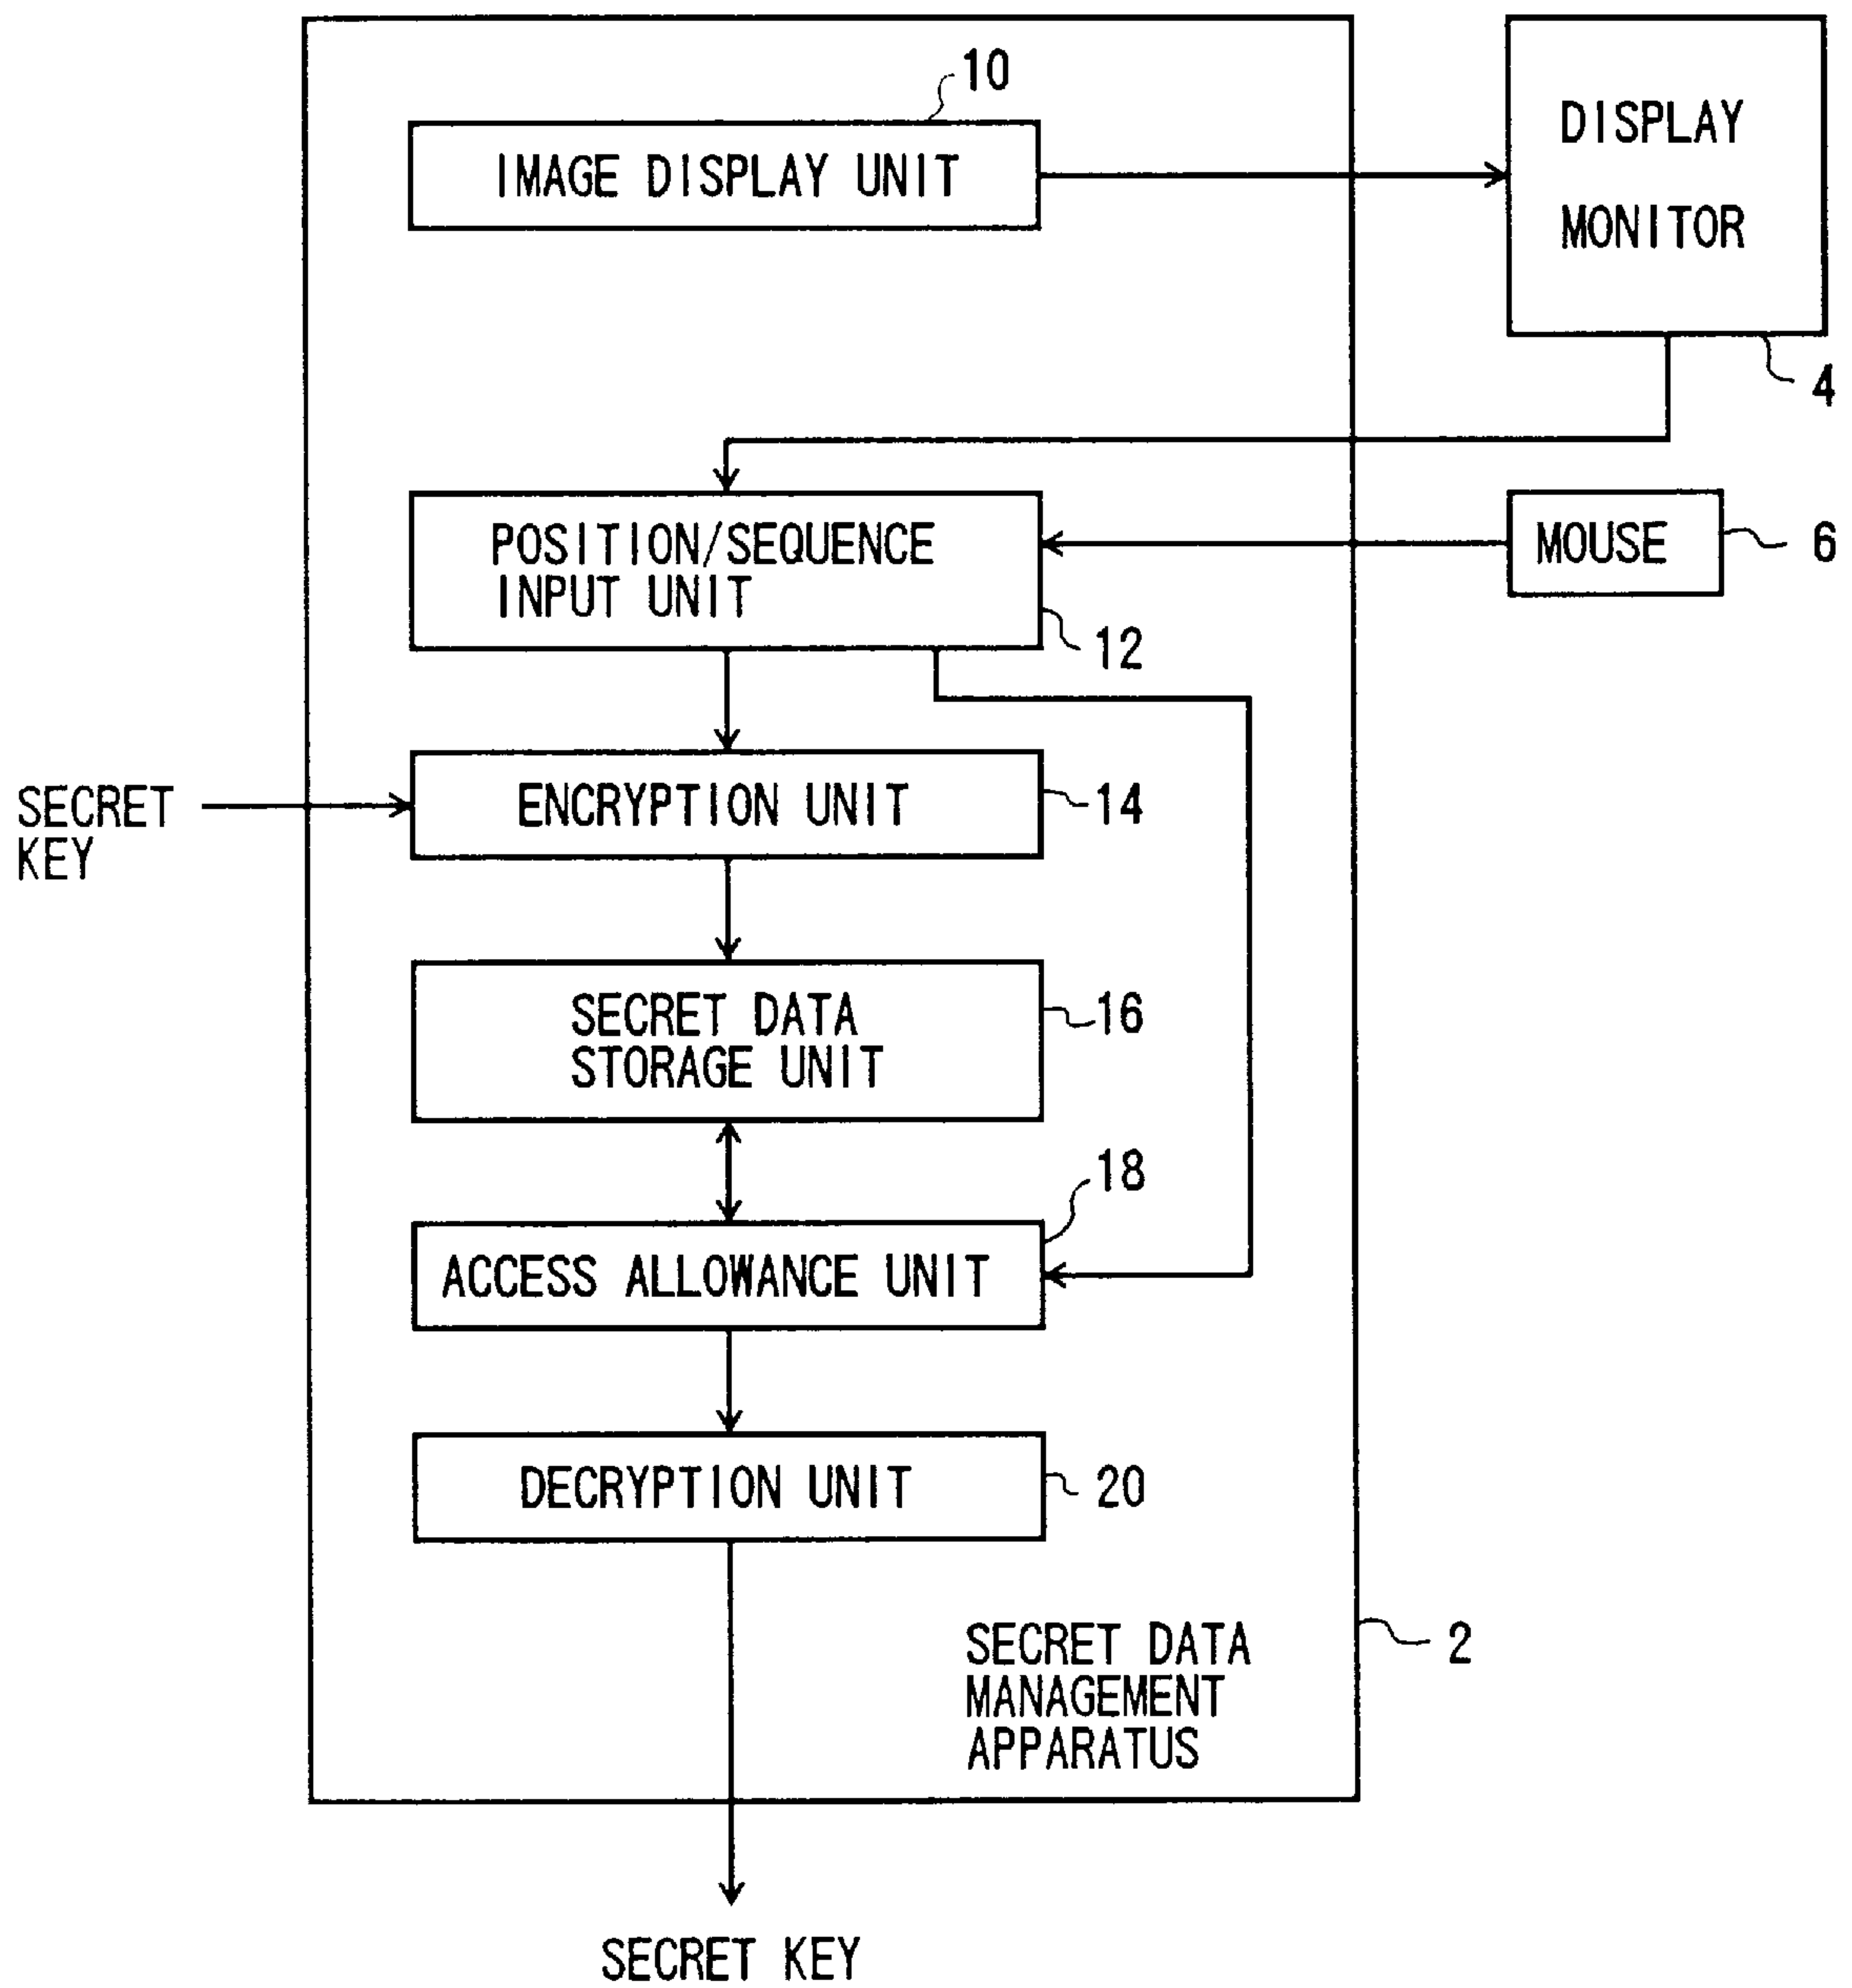 10
IMAGE DISPLAY UNIT
DISPLAY
MONITOR
4
POSITION/SEQUENCE
INPUT UNIT
12
MOUSE
6
SECRET
KEY
ENCRYPTION UNIT
14
SECRET DATA
STORAGE UNIT
16
18
ACCESS ALLOWANCE UNIT
DECRYPTION UNIT
20
SECRET DATA
MANAGEMENT
APPARATUS
2
SECRET KEY